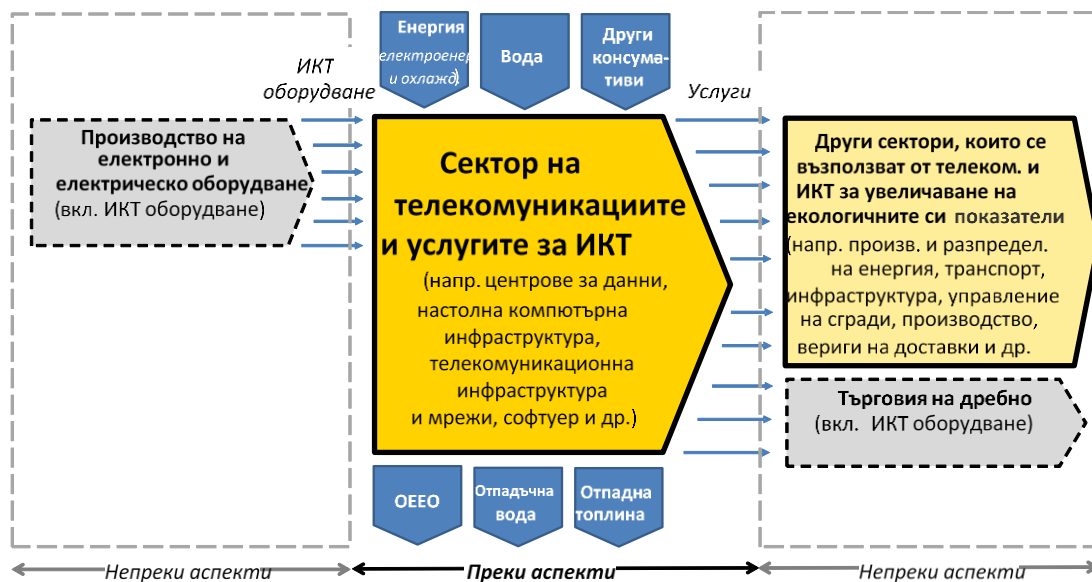 Енергия
(електроенер
и охлажд.)
Вода
Други
консума-
тиви
ИКТ
оборудване
Услуги
Производство на
електронно и
електрическо оборудване
(вкл. ИКТ оборудване)
Сектор на
телекомуникациите
и услугите за ИКТ
(напр. центрове за данни,
настолна компютърна
инфраструктура,
телекомуникационна
инфраструктура
и мрежи, софтуер и др.)
Други сектори, които се
възползват от телеком. и
ИКТ за увеличаване на
екологичните си показатели
(напр. произв. и разпредел.
на енергия, транспорт,
инфраструктура, управление
на сгради, производство,
вериги на доставки и др.
Търговия на дребно
(вкл. ИКТ оборудване)
ОЕЕО
Отпадъчна
вода
Отпадна
топлина
Непреки аспекти
Преки аспекти
Непреки аспекти